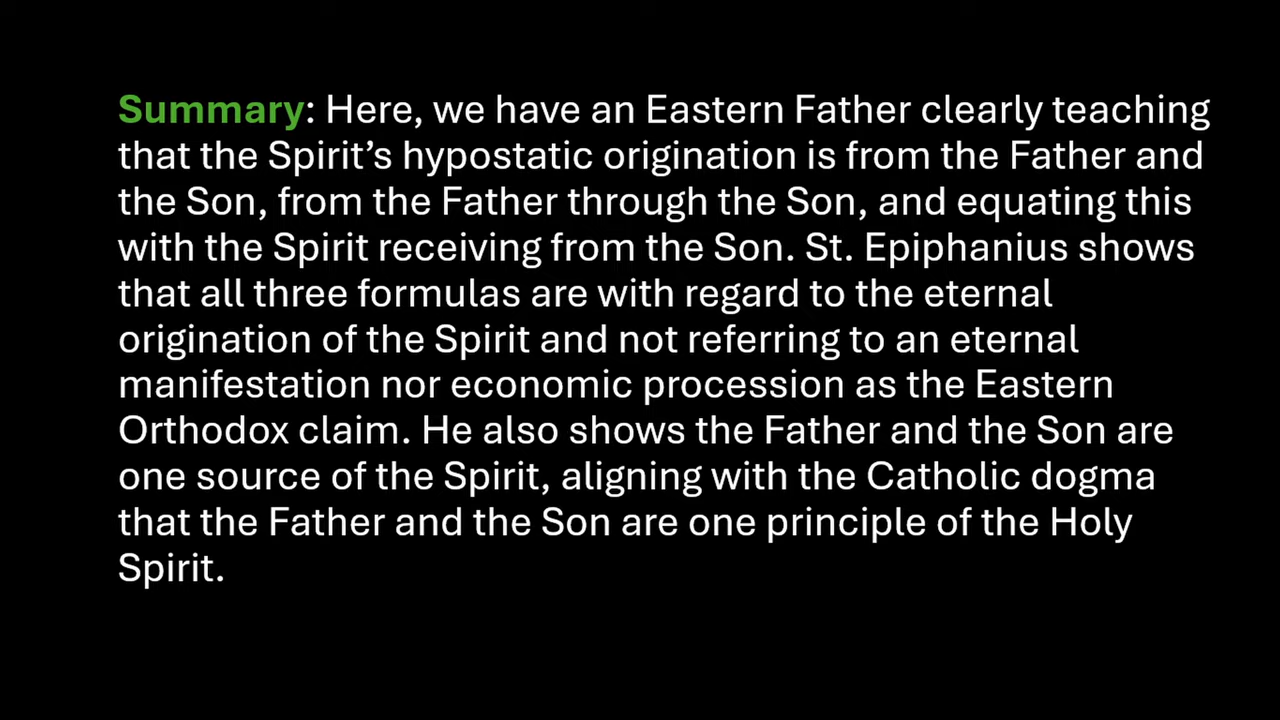 Summary: Here, we have an Eastern Father clearly teaching
that the Spirit’s hypostatic origination is from the Father and
the Son, from the Father through the Son, and equating this
with the Spirit receiving from the Son. St. Epiphanius shows
that all three formulas are with regard to the eternal
origination of the Spirit and not referring to an eternal
manifestation nor economic procession as the Eastern
Orthodox claim. He also shows the Father and the Son are
one source of the Spirit, aligning with the Catholic dogma
that the Father and the Son are one principle of the Holy
Spirit.